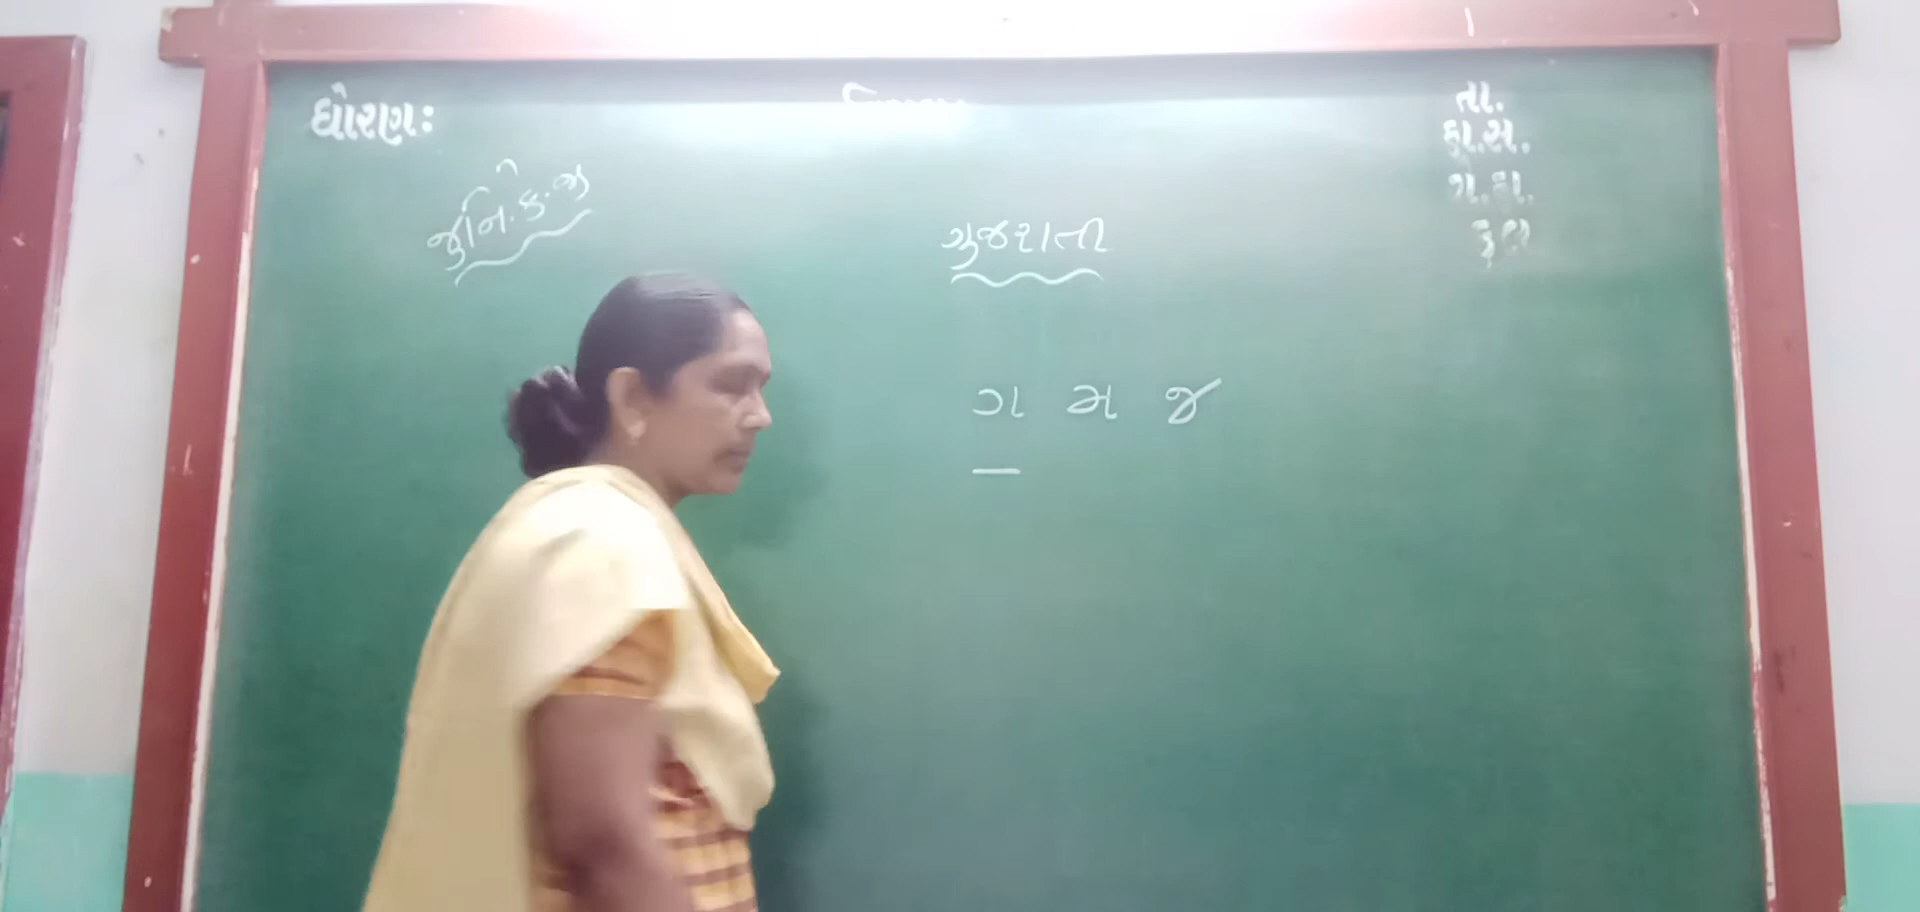 ધોરણ:
તા.
હા.સ.
ગે.હા.
કુલ
જુનિ. કે. જી
ગુજરાતી
ગ મ જ